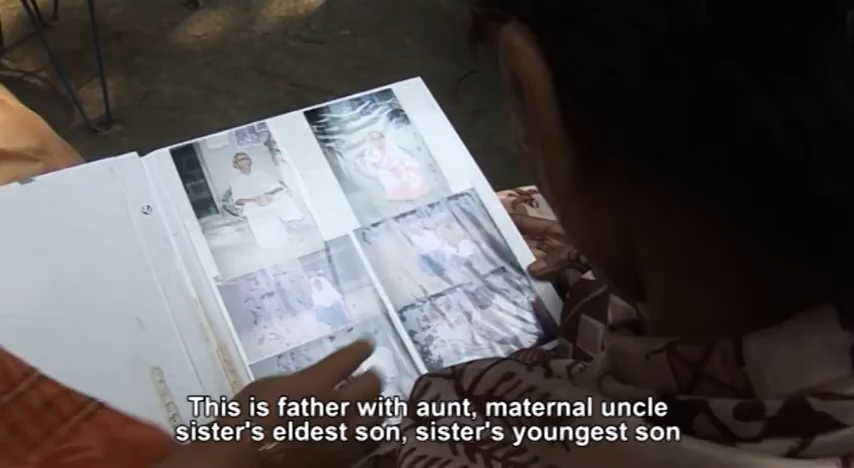 This is father with aunt, maternal uncle
sister's eldest son, sister's youngest son